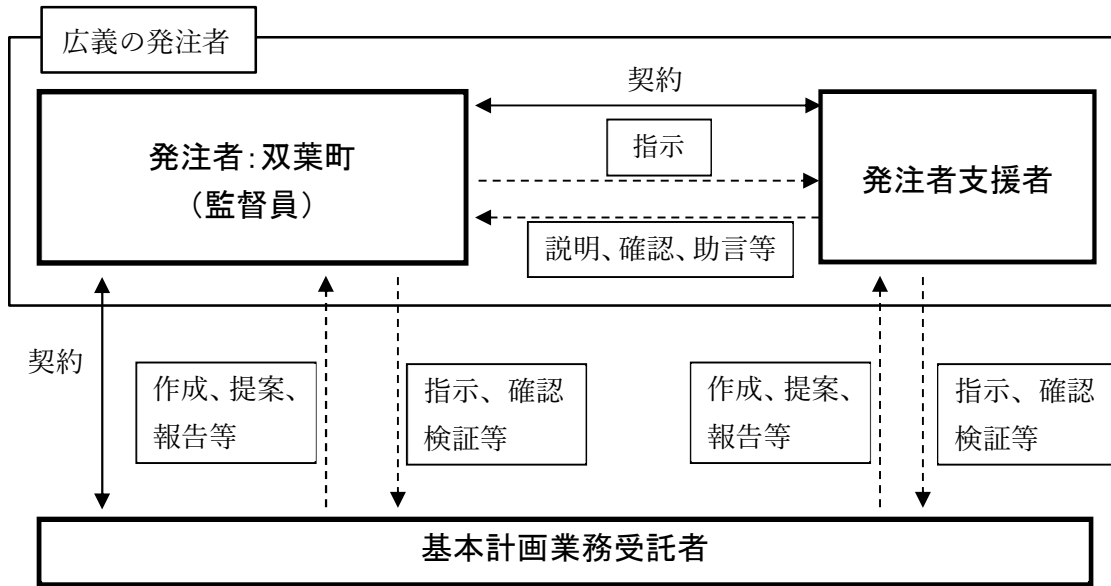 広義の発注者
契約
発注者：双葉町
（監督員）
指示
発注者支援者
説明、確認、助言等
契約
作成、提案、
報告等
指示、確認
検証等
作成、提案、
報告等
指示、確認
検証等
基本計画業務受託者